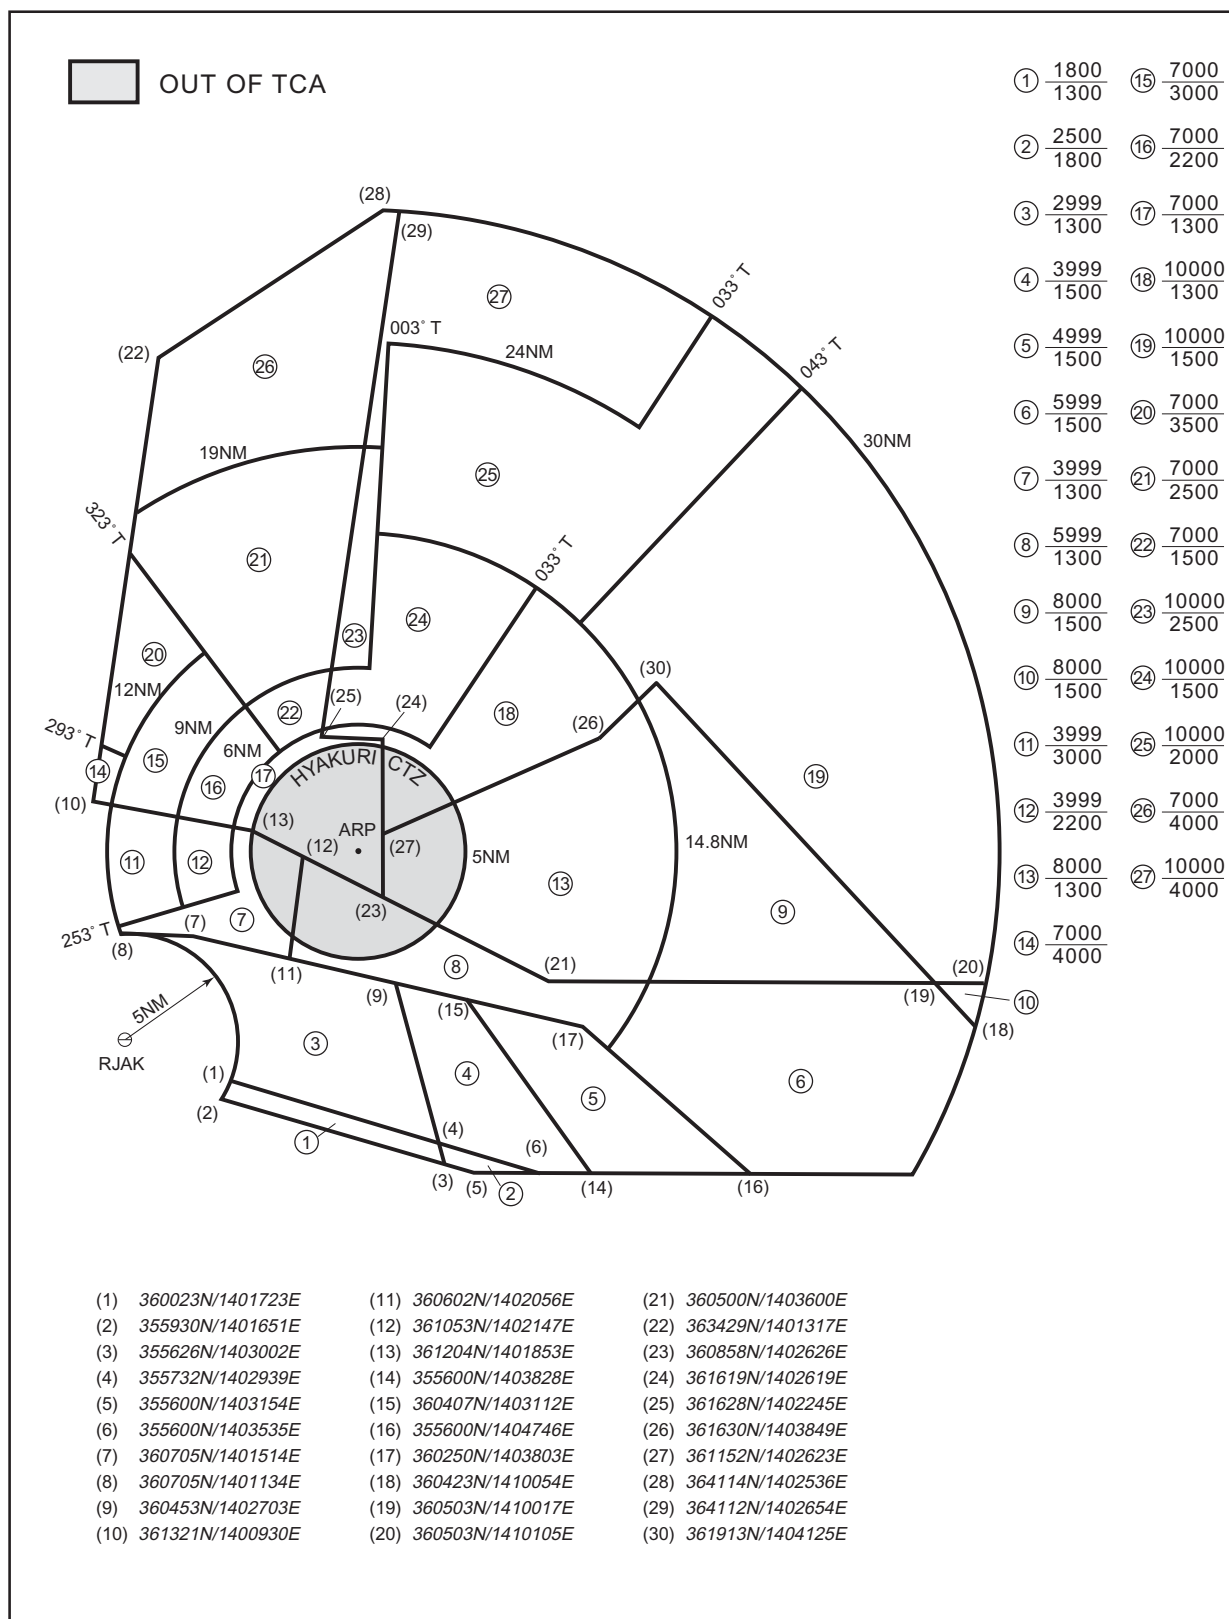 OUT OF TCA
① 1800
1300
② 2500
1800
③ 2999
1300
④ 3999
1500
⑤ 4999
1500
⑥ 5999
1500
⑦ 3999
1300
⑧ 5999
1300
⑨ 8000
1500
⑩ 8000
1500
⑪ 3999
3000
⑫ 3999
2200
⑬ 8000
1300
⑭ 7000
4000
⑮ 7000
3000
⑯ 7000
2200
⑰ 7000
1300
⑱ 10000
1300
⑲ 10000
1500
⑳ 7000
3500
㉑ 7000
2500
㉒ 7000
1500
㉓ 10000
2500
㉔ 10000
1500
㉕ 10000
2000
㉖ 7000
4000
㉗ 10000
4000
(28)
(29)
㉗
033°T
003°T
24NM
(22)
㉖
043°T
30NM
19NM
㉕
323°T
㉑
033°T
㉔
㉓
⑳
(30)
12NM
(25)
㉒
(24)
⑱
(26)
9NM
293°T
6NM
⑮
⑭
⑰
HYAKURI CTZ
⑲
⑯
(10)
(13)
ARP
(12)
(27)
14.8NM
5NM
⑪
⑫
⑬
(23)
⑨
⑦
(7)
253°T
(8)
(11)
⑧
(21)
(20)
(9)
(19)
⑩
(15)
5NM
(18)
RJAK
③
(17)
④
(1)
⑥
⑤
(2)
(4)
①
(6)
(3)
(5)
②
(14)
(16)
(1) 360023N/1401723E
(2) 355930N/1401651E
(3) 355626N/1403002E
(4) 355732N/1402939E
(5) 355600N/1403154E
(6) 355600N/1403535E
(7) 360705N/1401514E
(8) 360705N/1401134E
(9) 360453N/1402703E
(10) 361321N/1400930E
(11) 360602N/1402056E
(12) 361053N/1402147E
(13) 361204N/1401853E
(14) 355600N/1403828E
(15) 360407N/1403112E
(16) 355600N/1404746E
(17) 360250N/1403803E
(18) 360423N/1410054E
(19) 360503N/1410017E
(20) 360503N/1410105E
(21) 360500N/1403600E
(22) 363429N/1401317E
(23) 360858N/1402626E
(24) 361619N/1402619E
(25) 361628N/1402245E
(26) 361630N/1403849E
(27) 361152N/1402623E
(28) 364114N/1402536E
(29) 364112N/1402654E
(30) 361913N/1404125E